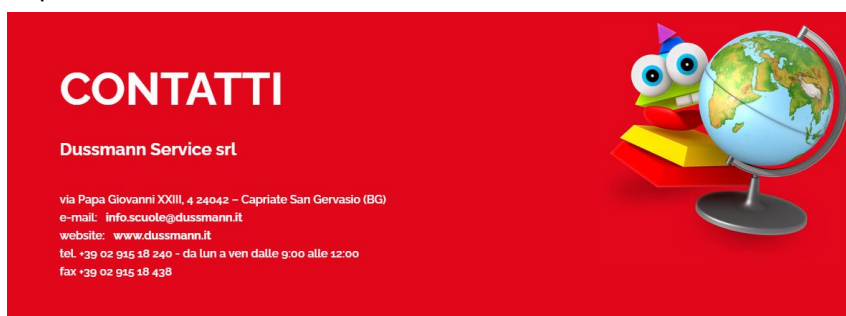 CONTATTI
Dussmann Service srl
via Papa Giovanni XXIII, 4 24042 – Capriate San Gervasio (BG)
e-mail: info.scuole@dussmann.it
website: www.dussmann.it
tel. +39 02 915 18 240 - da lun a ven dalle 9:00 alle 12:00
fax +39 02 915 18 438